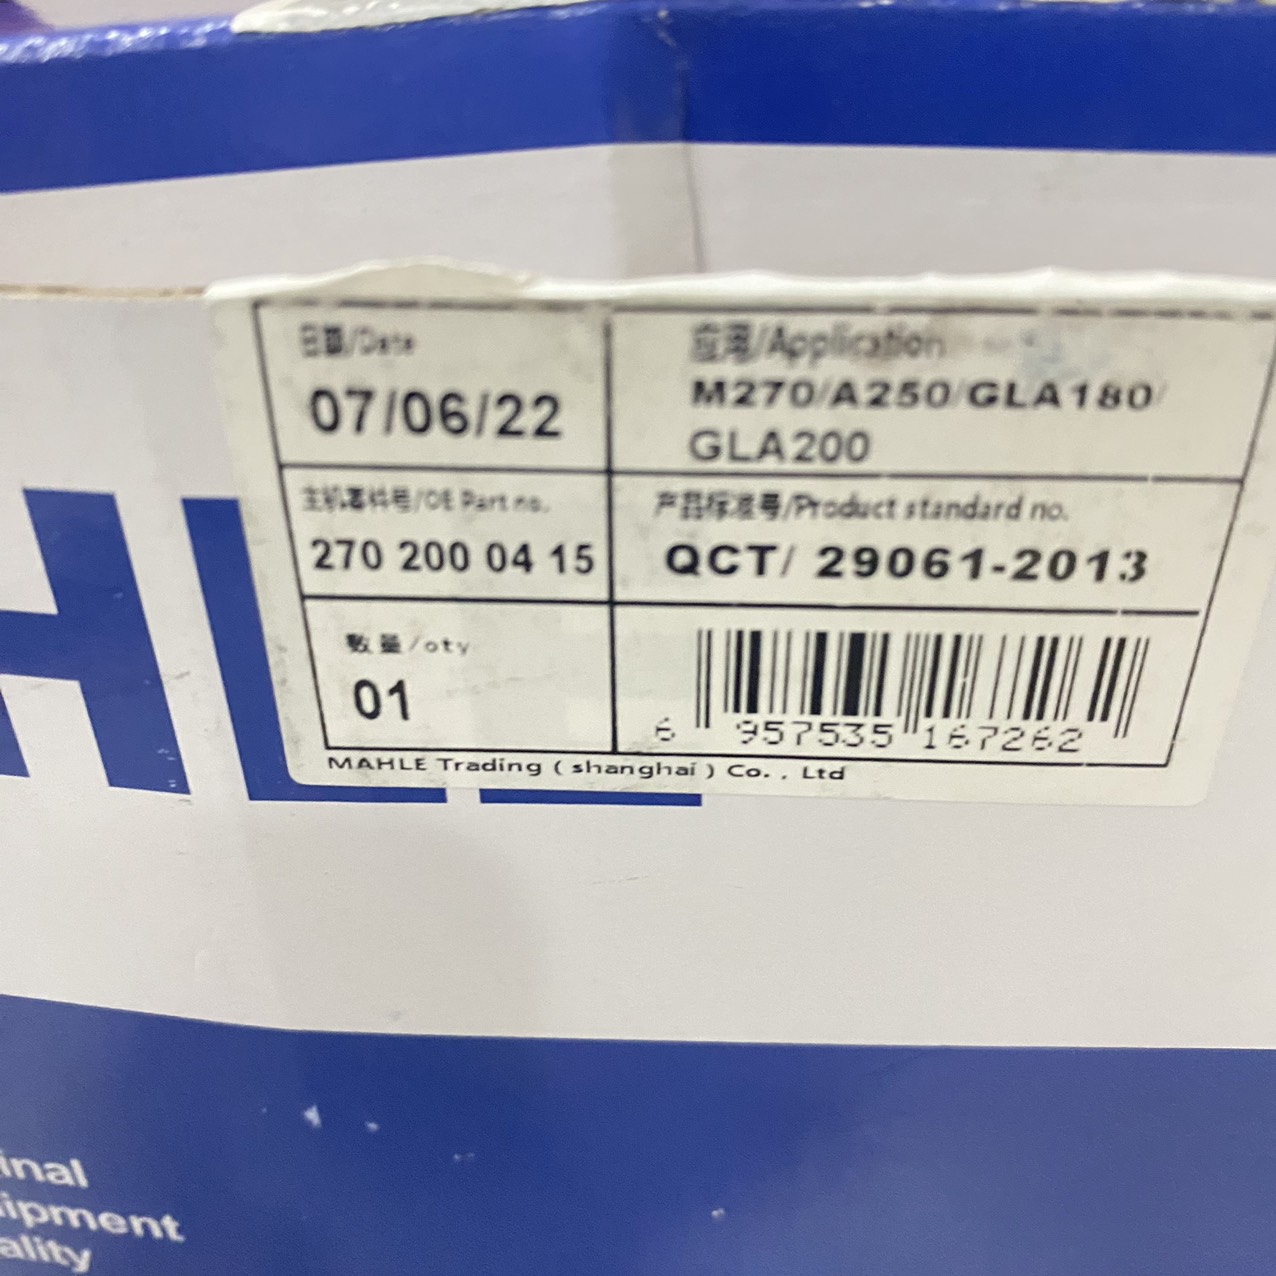 日期/Date
07/06/22
应用/Application
M270/A250/GLA180/
GLA200
主机零件号/OE Part no.
270 200 04 15
产品标准号/Product standard no.
QCT/ 29061-2013
数量/oty
01
6 957535 167262
MAHLE Trading ( shanghai ) Co. , Ltd
HL
inal
ipment
ality